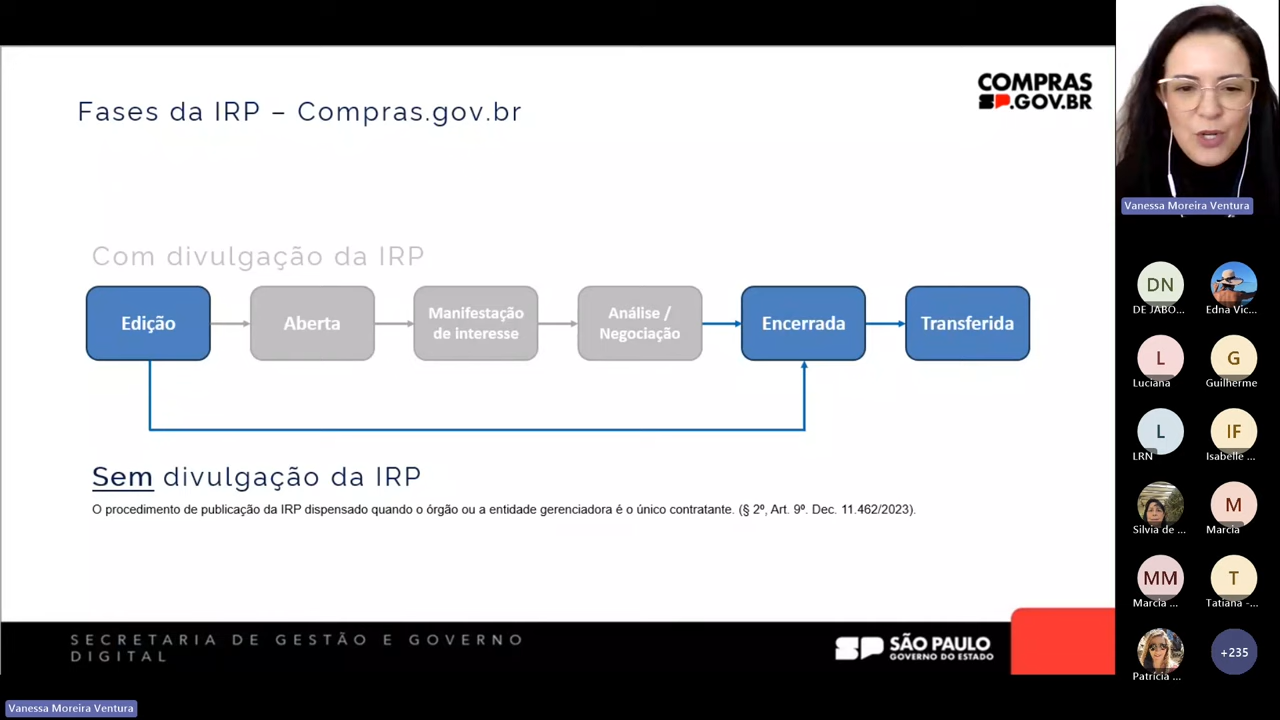 Fases da IRP – Compras.gov.br
COMPRAS
SP.GOV.BR
Com divulgação da IRP
Edição
Aberta
Manifestação
de interesse
Análise /
Negociação
Encerrada
Transferida
Sem divulgação da IRP
O procedimento de publicação da IRP dispensado quando o órgão ou a entidade gerenciadora é o único contratante. (§ 2º, Art. 9º. Dec. 11.462/2023).
SECRETARIA DE GESTÃO E GOVERNO
DIGITAL
SP SÃO PAULO
GOVERNO DO ESTADO
Vanessa Moreira Ventura
Vanessa Moreira Ventura
DN
DE JABO...
Edna Vic...
L
Luciana
G
Guilherme
L
LRN
IF
Isabelle ...
Silvia de ...
M
Marcia
MM
Marcia ...
T
Tatiana -...
Patrícia ...
+235